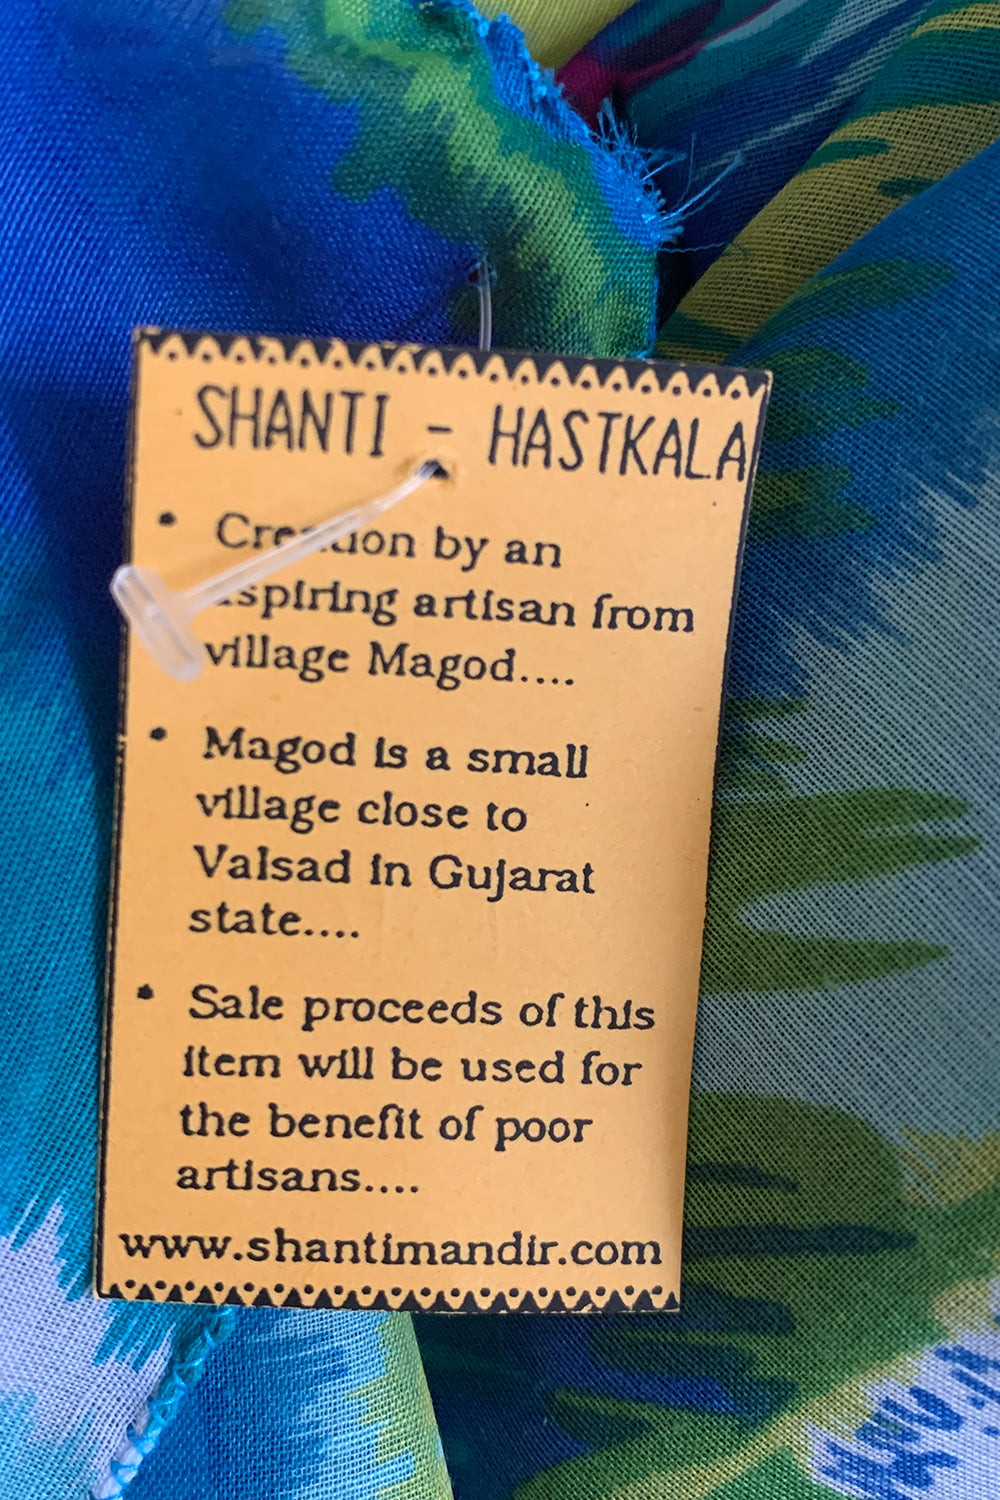 SHANTI - HASTKALA
• Creation by an
aspiring artisan from
village Magod....
• Magod is a small
village close to
Valsad in Gujarat
state....
• Sale proceeds of this
item will be used for
the benefit of poor
artisans....
www.shantimandir.com